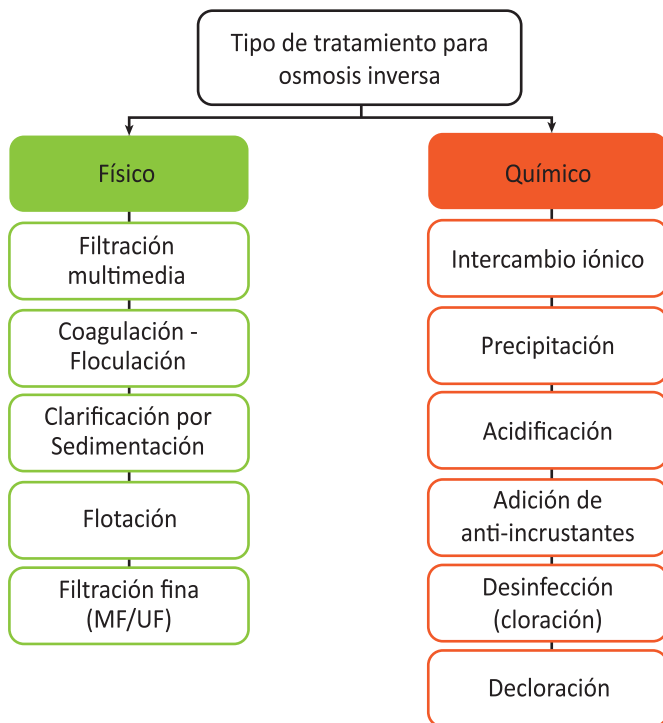 Tipo de tratamiento para
osmosis inversa
Físico
Filtración
multimedia
Coagulación -
Floculación
Clarificación por
Sedimentación
Flotación
Filtración fina
(MF/UF)
Químico
Intercambio iónico
Precipitación
Acidificación
Adición de
anti-incrustantes
Desinfección
(cloración)
Decloración